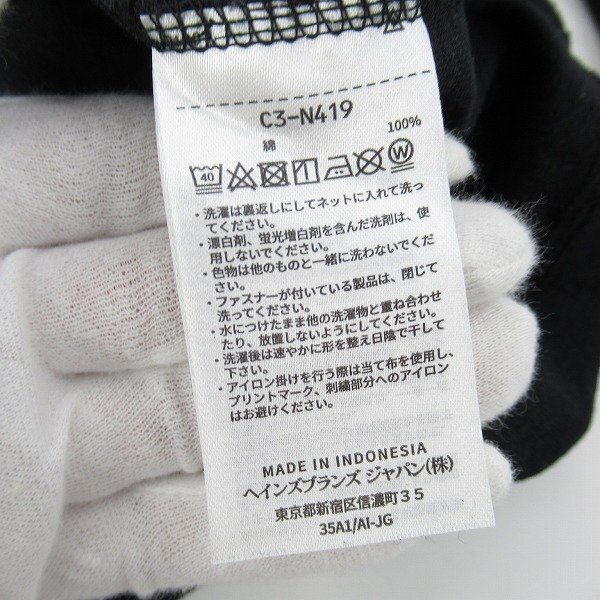 C3-N419
綿 100%
40 W
・洗濯は裏返しにしてネットに入れて洗っ
てください。
・漂白剤、蛍光増白剤を含んだ洗剤は、使
用しないでください。
・色物は他のものと一緒に洗わないでくだ
さい。
・ファスナーが付いている製品は、閉じて
洗ってください。
・水につけたまま他の洗濯物と重ね合わせ
たり、放置しないようにしてください。
・洗濯後は速やかに形を整え日陰で干して
下さい。
・アイロン掛けを行う際は当て布を使用し、
プリントマーク、刺繍部分へのアイロン
はお避けください。
MADE IN INDONESIA
ヘインズブランズ ジャパン(株)
東京都新宿区信濃町35
35A1/AI-JG